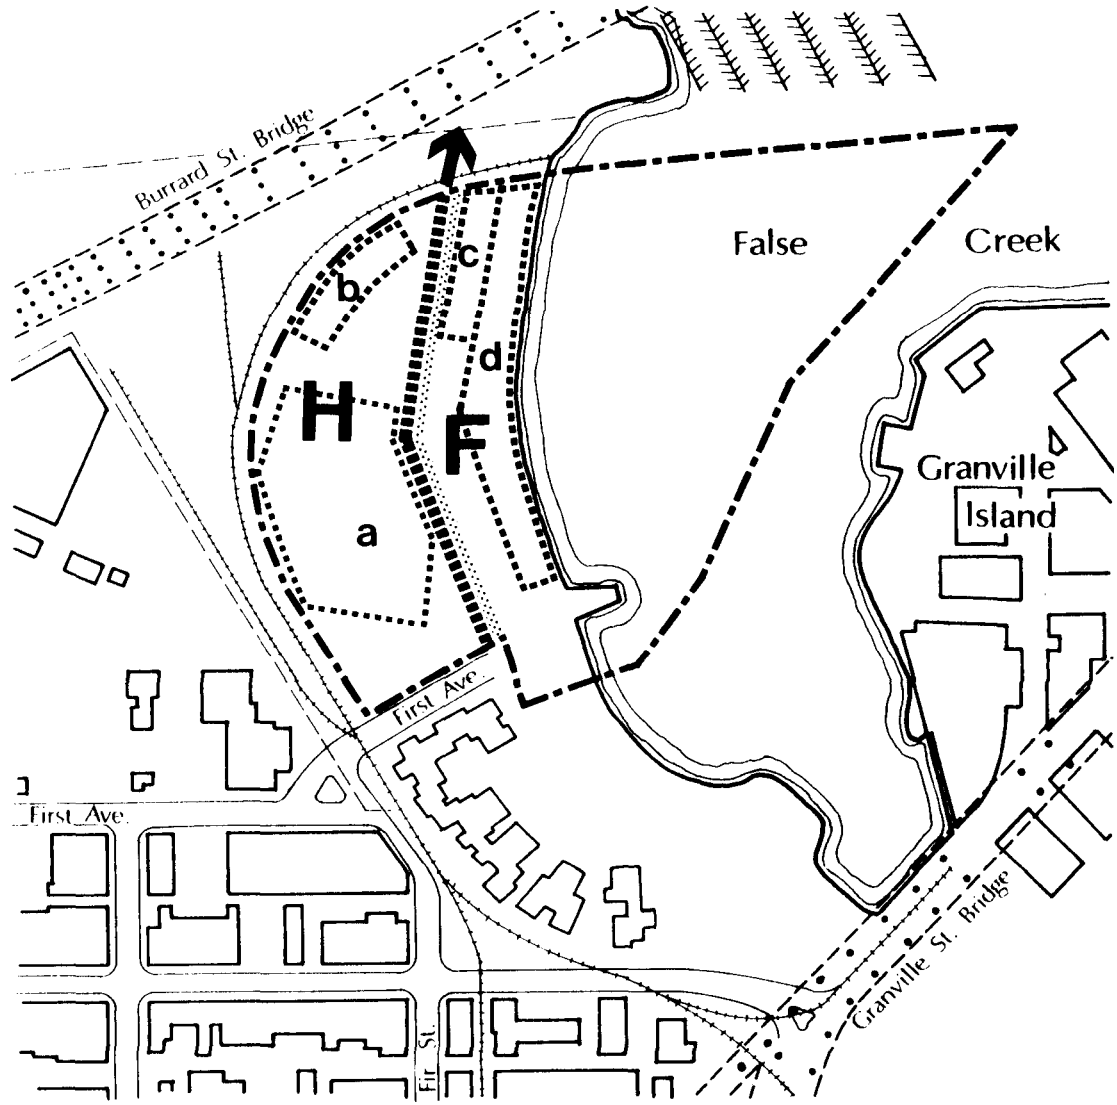 Burrard St. Bridge
c
False Creek
b
d
H
F
Granville
Island
a
First Ave.
First Ave.
Granville St. Bridge
Fir St.